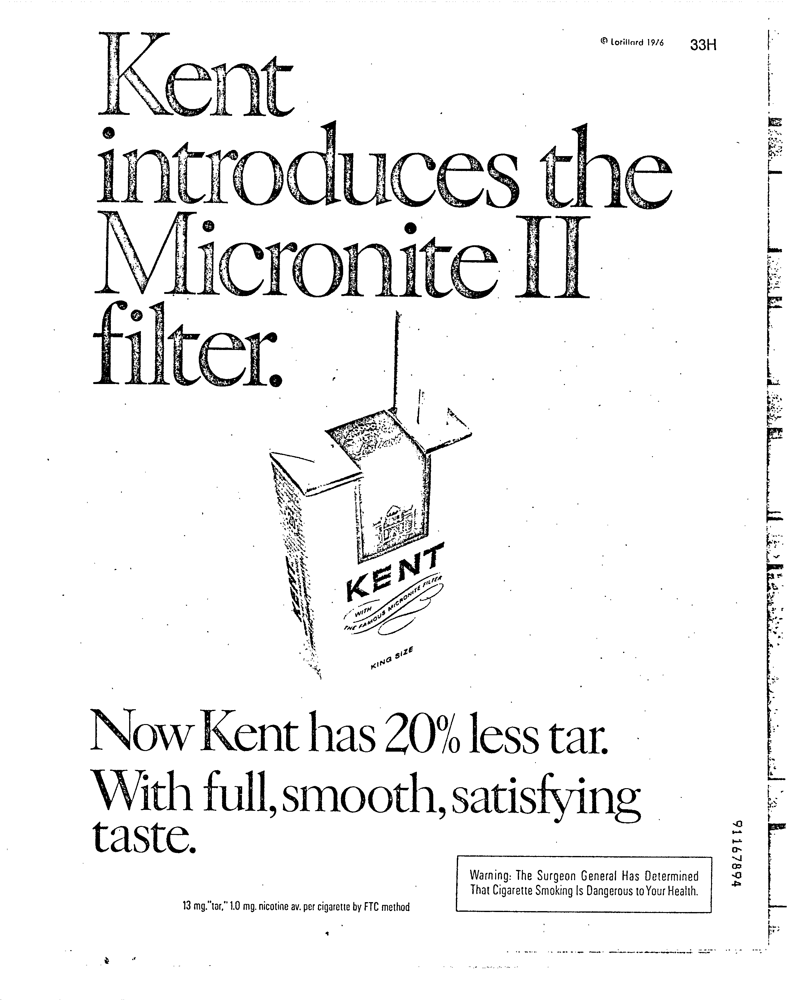 © Lorillard 1976 33H
Kent
introduces the
Micronite II
filter.
KENT
KENT
WITH
THE FAMOUS MICRONITE FILTER
KING SIZE
Now Kent has 20% less tar.
With full, smooth, satisfying
taste.
Warning: The Surgeon General Has Determined
That Cigarette Smoking Is Dangerous to Your Health.
13 mg. "tar," 1.0 mg. nicotine av. per cigarette by FTC method
91167894